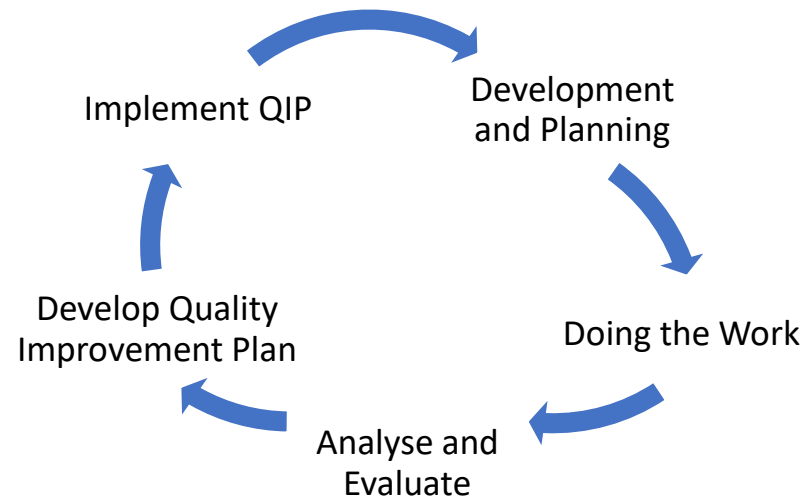 Implement QIP
Development
and Planning
Doing the Work
Analyse and
Evaluate
Develop Quality
Improvement Plan